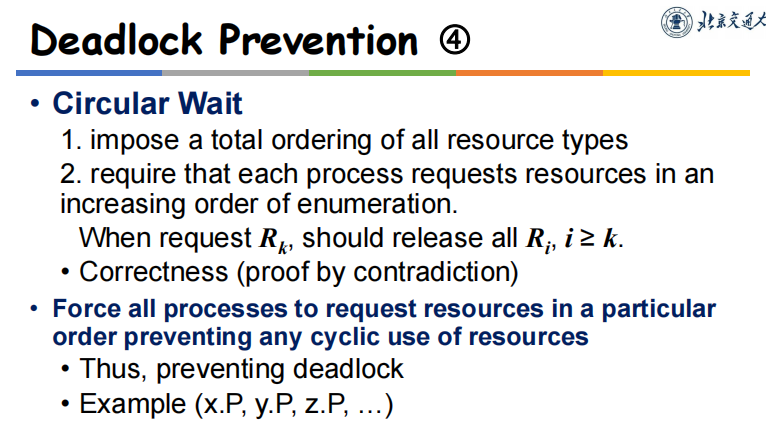 Deadlock Prevention ④
北京交通大
• Circular Wait
1. impose a total ordering of all resource types
2. require that each process requests resources in an
increasing order of enumeration.
When request Rk, should release all Ri, i ≥ k.
• Correctness (proof by contradiction)
• Force all processes to request resources in a particular
order preventing any cyclic use of resources
• Thus, preventing deadlock
• Example (x.P, y.P, z.P, …)